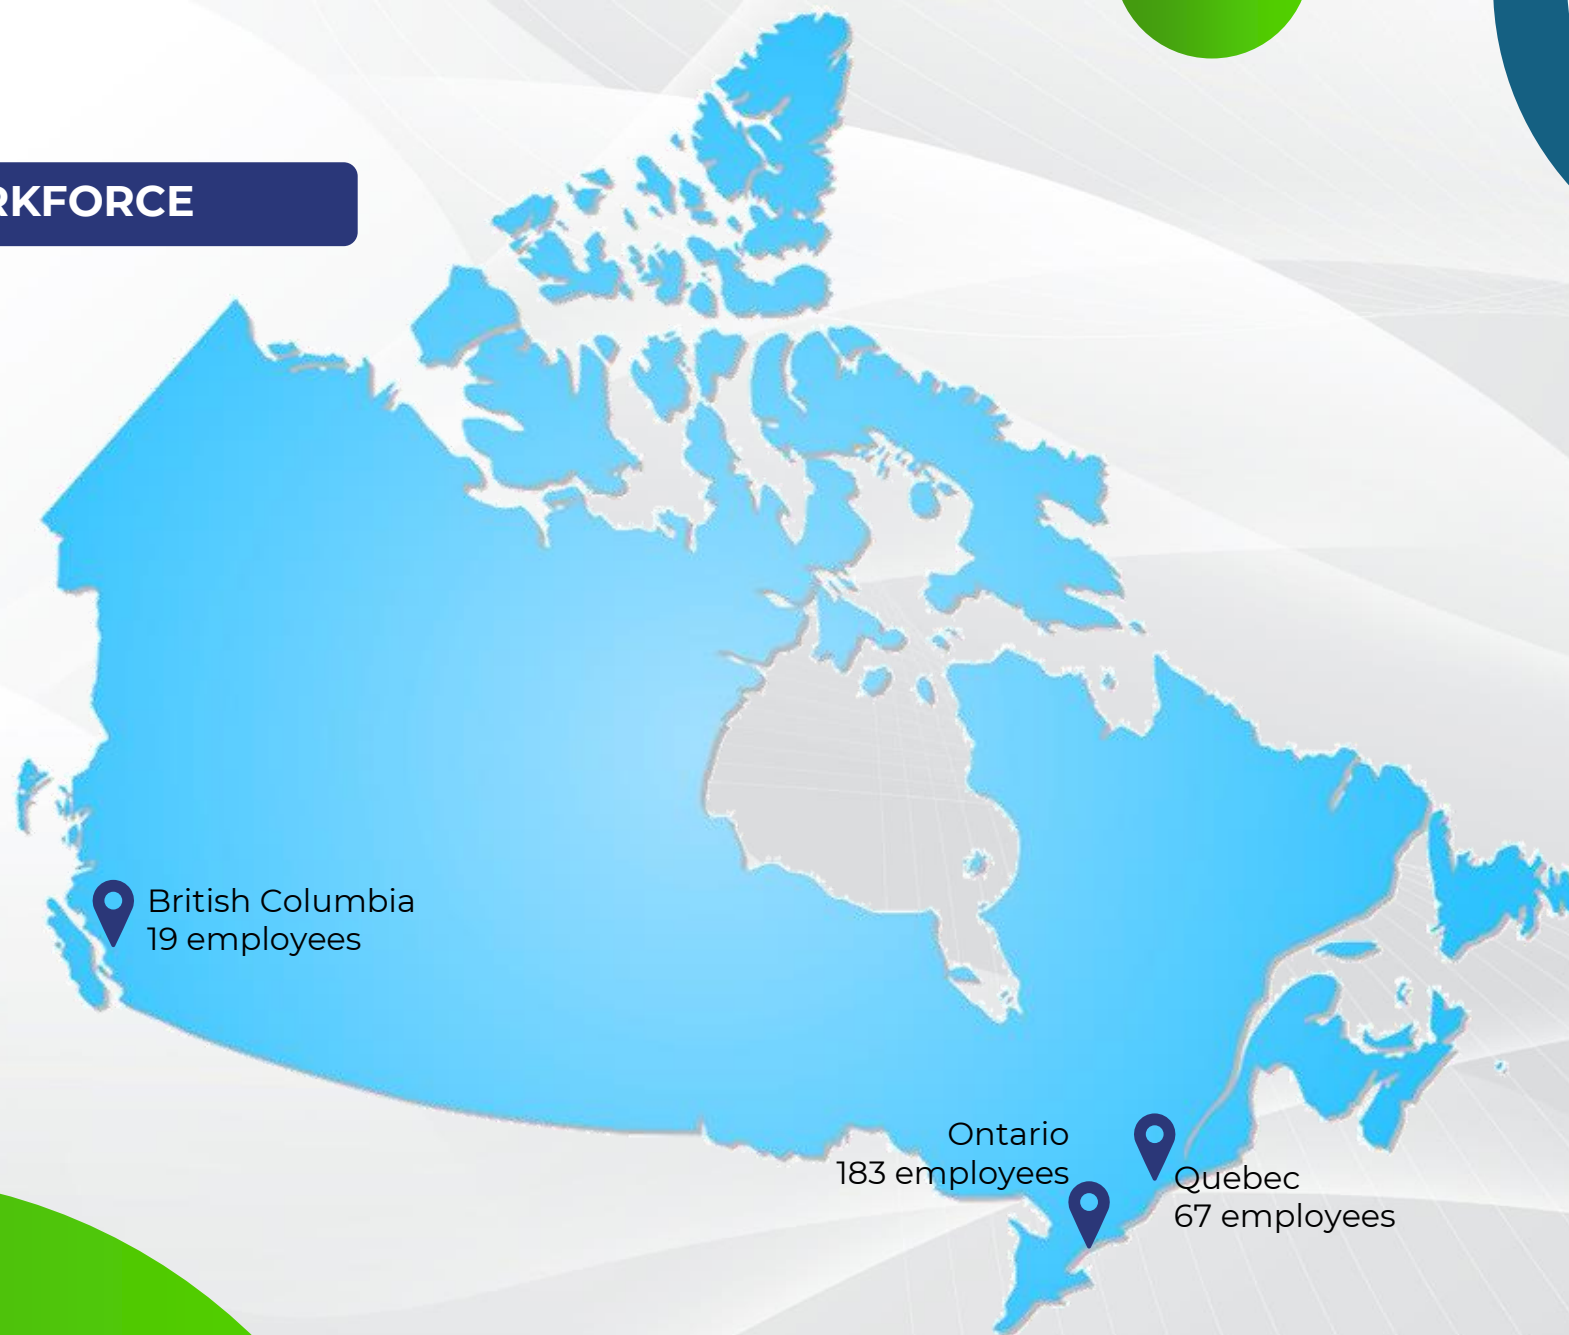 RKFORCE
British Columbia
19 employees
Ontario
183 employees
Quebec
67 employees